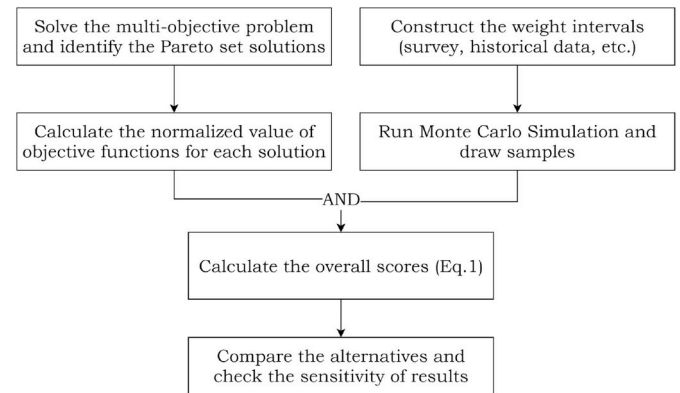 Solve the multi-objective problem
and identify the Pareto set solutions
Construct the weight intervals
(survey, historical data, etc.)
Calculate the normalized value of
objective functions for each solution
Run Monte Carlo Simulation and
draw samples
AND
Calculate the overall scores (Eq.1)
Compare the alternatives and
check the sensitivity of results